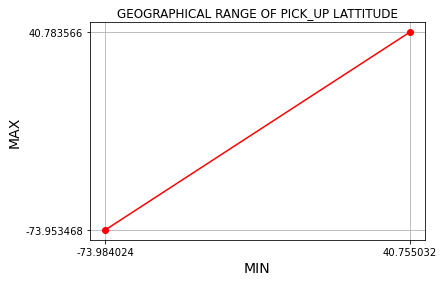 GEOGRAPHICAL RANGE OF PICK_UP LATTITUDE
40.783566
MAX
-73.953468
-73.984024
40.755032
MIN